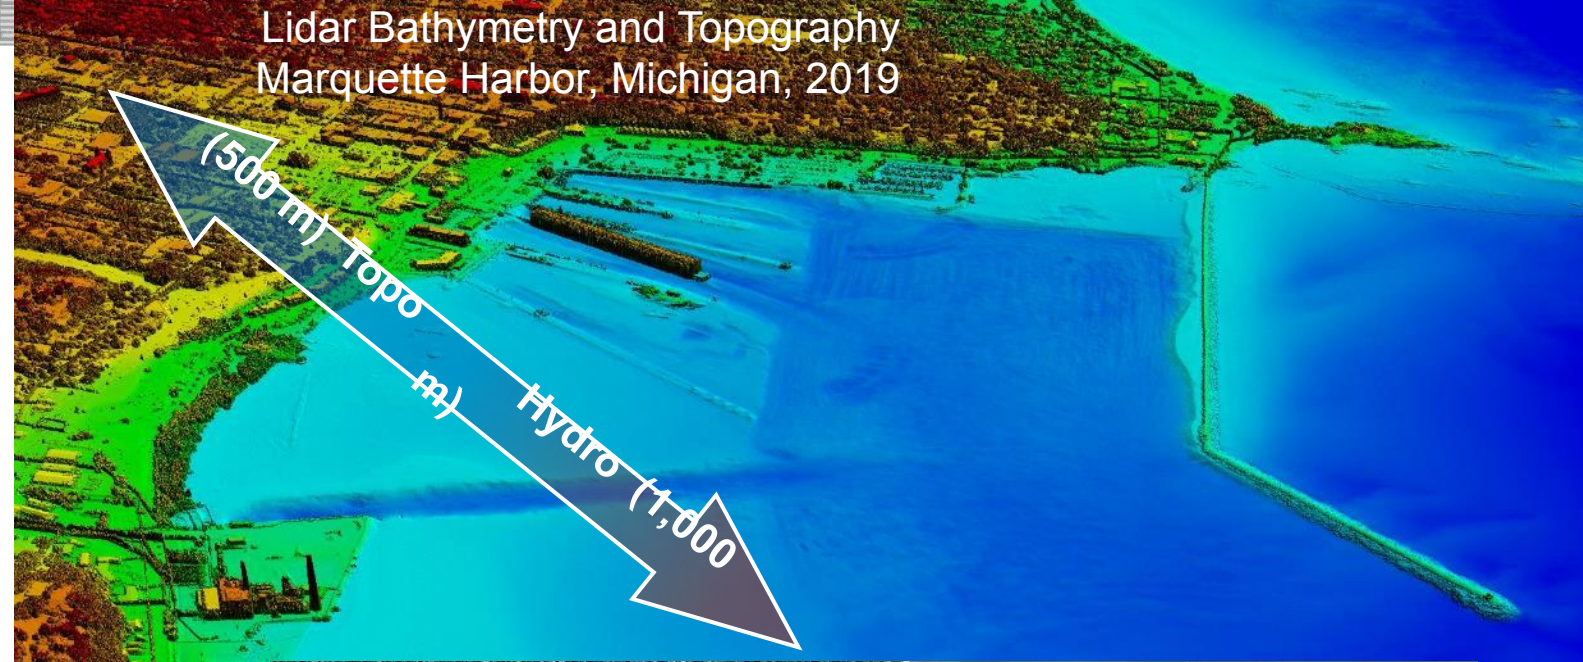 Lidar Bathymetry and Topography
Marquette Harbor, Michigan, 2019
(500 m) Topo
Hydro (1,000
m)